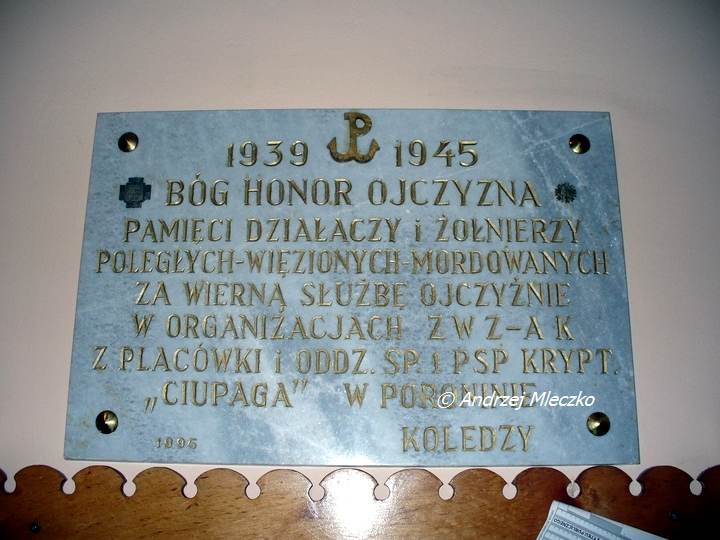 1939 1945
BÓG HONOR OJCZYZNA
PAMIĘCI DZIAŁACZY i ŻOŁNIERZY
POLEGŁYCH-WIĘZIONYCH-MORDOWANYCH
ZA WIERNĄ SŁUŻBĘ OJCZYŹNIE
W ORGANIZACJACH ZWZ-AK
Z PLACÓWKI i ODDZ. SP. 1 PSP KRYPT.
„CIUPAGA" W PORONINIE
© Andrzej Mleczko
1995 KOLEDZY